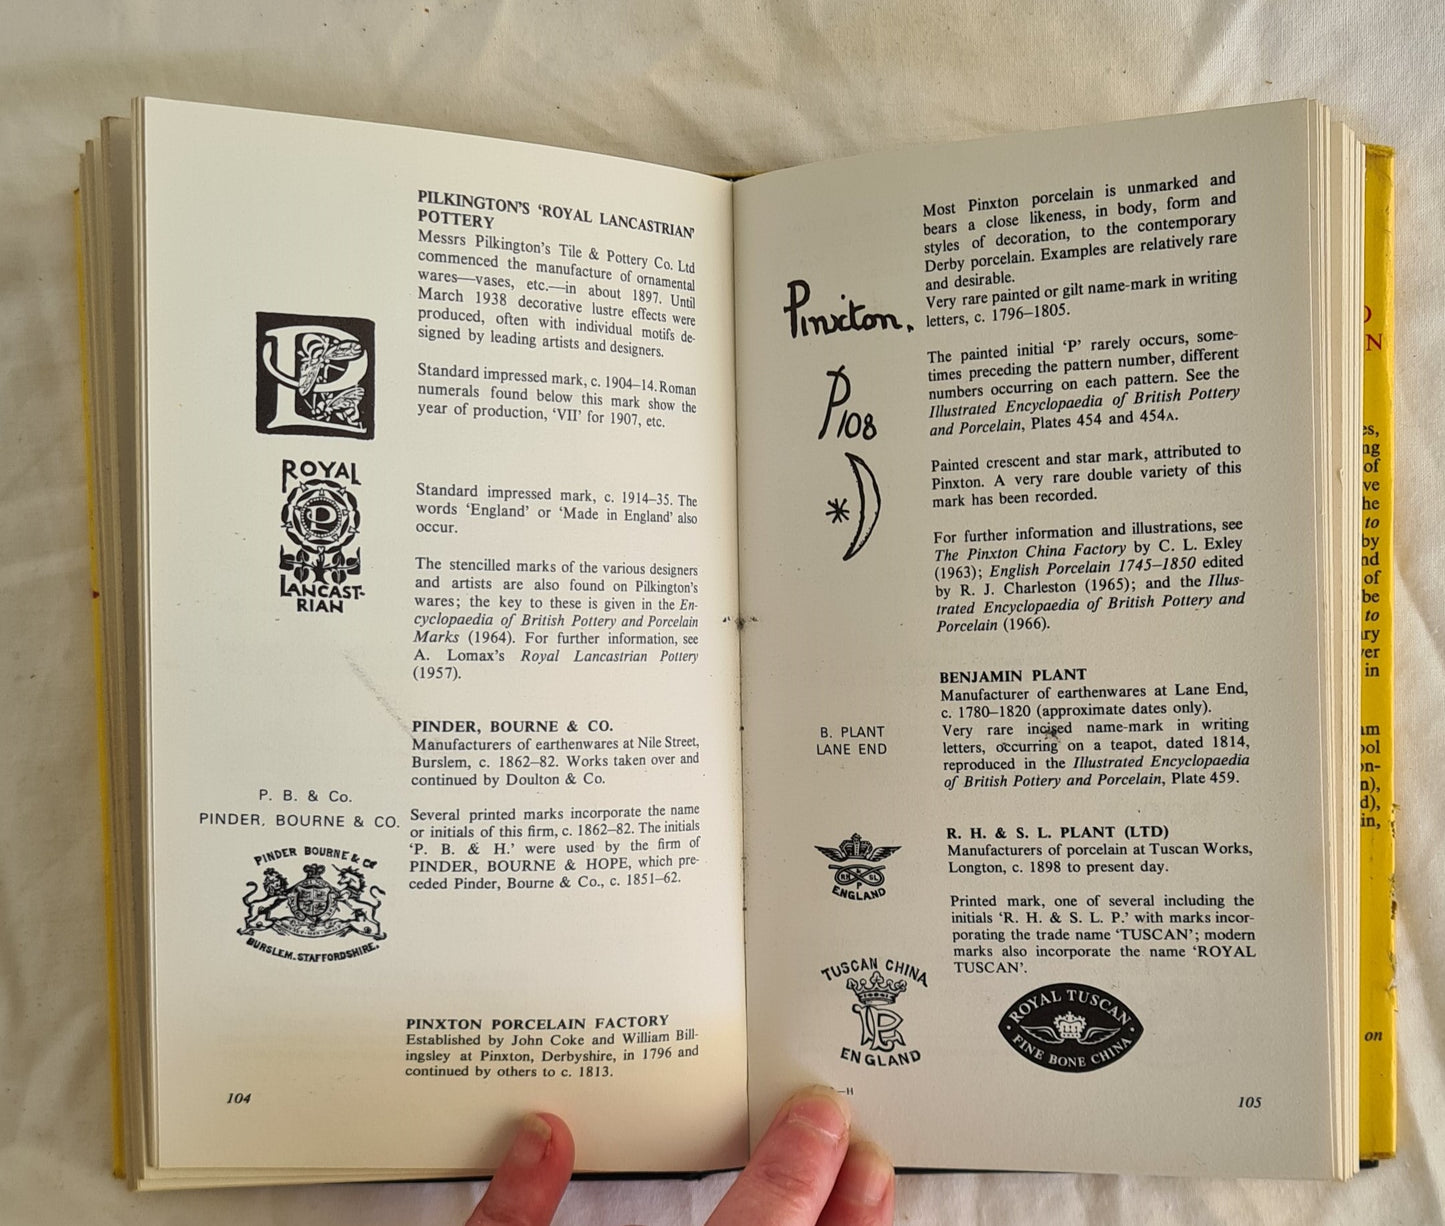 PILKINGTON'S 'ROYAL LANCASTRIAN'
POTTERY
Messrs Pilkington's Tile & Pottery Co. Ltd
commenced the manufacture of ornamental
wares—vases, etc.—in about 1897. Until
March 1938 decorative lustre effects were
produced, often with individual motifs de-
signed by leading artists and designers.
P
Standard impressed mark, c. 1904–14. Roman
numerals found below this mark show the
year of production, 'VII' for 1907, etc.
ROYAL
P
LANCAST-
RIAN
Standard impressed mark, c. 1914–35. The
words 'England' or 'Made in England' also
occur.
The stencilled marks of the various designers
and artists are also found on Pilkington's
wares; the key to these is given in the En-
cyclopaedia of British Pottery and Porcelain
Marks (1964). For further information, see
A. Lomax's Royal Lancastrian Pottery
(1957).
PINDER, BOURNE & CO.
Manufacturers of earthenwares at Nile Street,
Burslem, c. 1862–82. Works taken over and
continued by Doulton & Co.
P. B. & Co.
PINDER, BOURNE & CO.
Several printed marks incorporate the name
or initials of this firm, c. 1862–82. The initials
'P. B. & H.' were used by the firm of
PINDER, BOURNE & HOPE, which pre-
ceded Pinder, Bourne & Co., c. 1851–62.
PINDER BOURNE & Co
BURSLEM. STAFFORDSHIRE.
PINXTON PORCELAIN FACTORY
Established by John Coke and William Bill-
ingsley at Pinxton, Derbyshire, in 1796 and
continued by others to c. 1813.
104
Most Pinxton porcelain is unmarked and
bears a close likeness, in body, form and
styles of decoration, to the contemporary
Derby porcelain. Examples are relatively rare
and desirable.
Pinxton.
Very rare painted or gilt name-mark in writing
letters, c. 1796–1805.
P108
The painted initial 'P' rarely occurs, some-
times preceding the pattern number, different
numbers occurring on each pattern. See the
Illustrated Encyclopaedia of British Pottery
and Porcelain, Plates 454 and 454A.
Painted crescent and star mark, attributed to
Pinxton. A very rare double variety of this
mark has been recorded.
For further information and illustrations, see
The Pinxton China Factory by C. L. Exley
(1963); English Porcelain 1745–1850 edited
by R. J. Charleston (1965); and the Illus-
trated Encyclopaedia of British Pottery and
Porcelain (1966).
BENJAMIN PLANT
Manufacturer of earthenwares at Lane End,
c. 1780–1820 (approximate dates only).
B. PLANT
LANE END
Very rare incised name-mark in writing
letters, occurring on a teapot, dated 1814,
reproduced in the Illustrated Encyclopaedia
of British Pottery and Porcelain, Plate 459.
R. H. & S. L. PLANT (LTD)
Manufacturers of porcelain at Tuscan Works,
Longton, c. 1898 to present day.
RH SL
P
ENGLAND
Printed mark, one of several including the
initials 'R. H. & S. L. P.' with marks incor-
porating the trade name 'TUSCAN'; modern
marks also incorporate the name 'ROYAL
TUSCAN'.
TUSCAN CHINA
ENGLAND
ROYAL TUSCAN
FINE BONE CHINA
—H
105
O
N
es,
ng
of
ve
he
to
by
nd
of
be
to
ry
er
in
am
ool
on-
n),
d),
in,
on